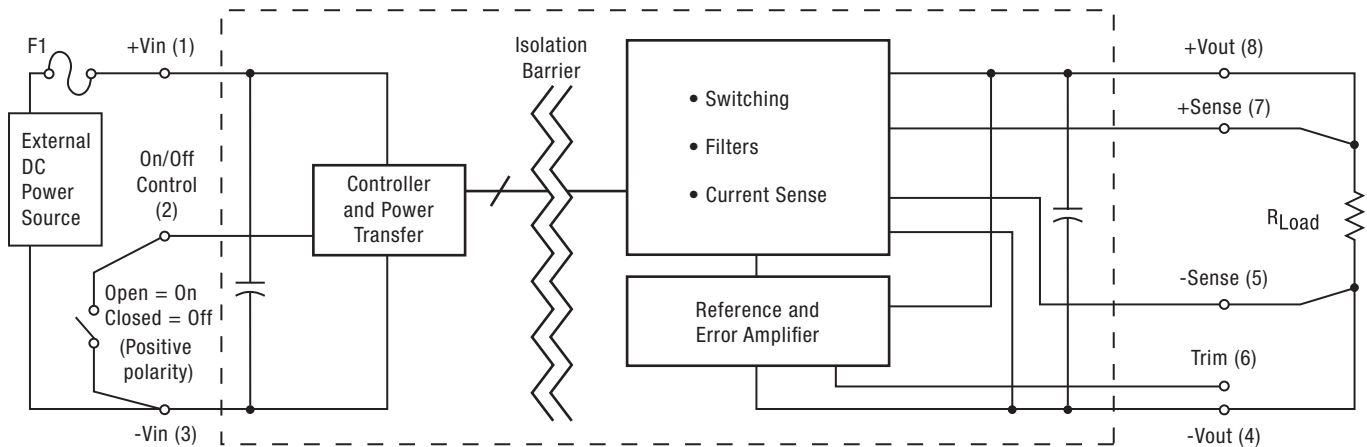 F1
+Vin (1)
External
DC
Power
Source
On/Off
Control
(2)
Open = On
Closed = Off
(Positive
polarity)
-Vin (3)
Controller
and Power
Transfer
Isolation
Barrier
• Switching
• Filters
• Current Sense
Reference and
Error Amplifier
+Vout (8)
+Sense (7)
RLoad
-Sense (5)
Trim (6)
-Vout (4)